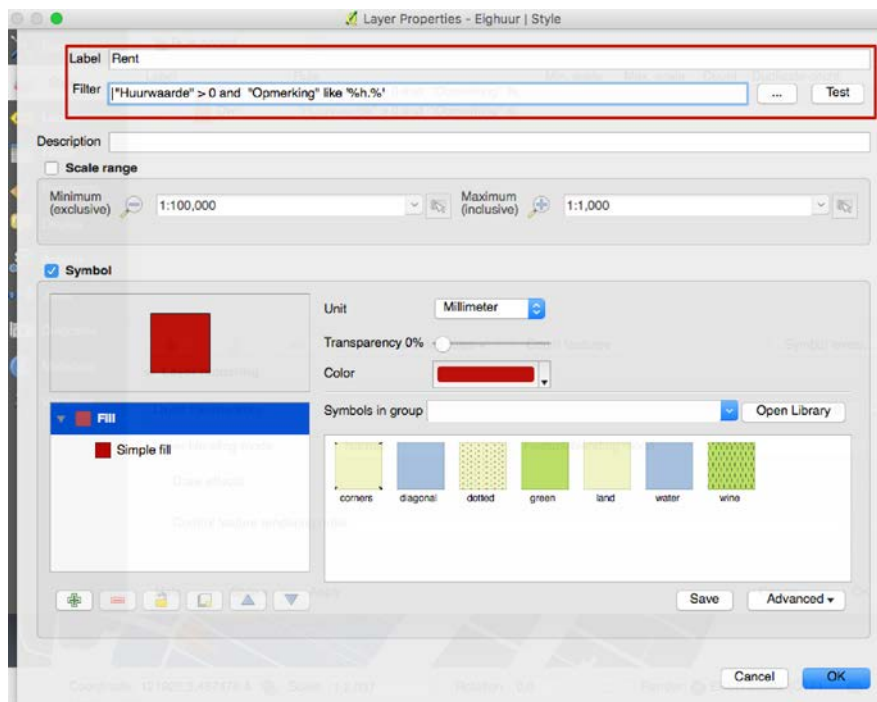 Layer Properties - Eighuur | Style
Label Rent
Filter "Huurwaarde" > 0 and "Opmerking" like '%h.%' ... Test
Description
Scale range
Minimum (exclusive) 1:100,000 Maximum (inclusive) 1:1,000
Symbol
Unit Millimeter
Transparency 0%
Color
Fill
Simple fill
Symbols in group Open Library
corners diagonal dotted green land water wine
Save Advanced
Cancel OK